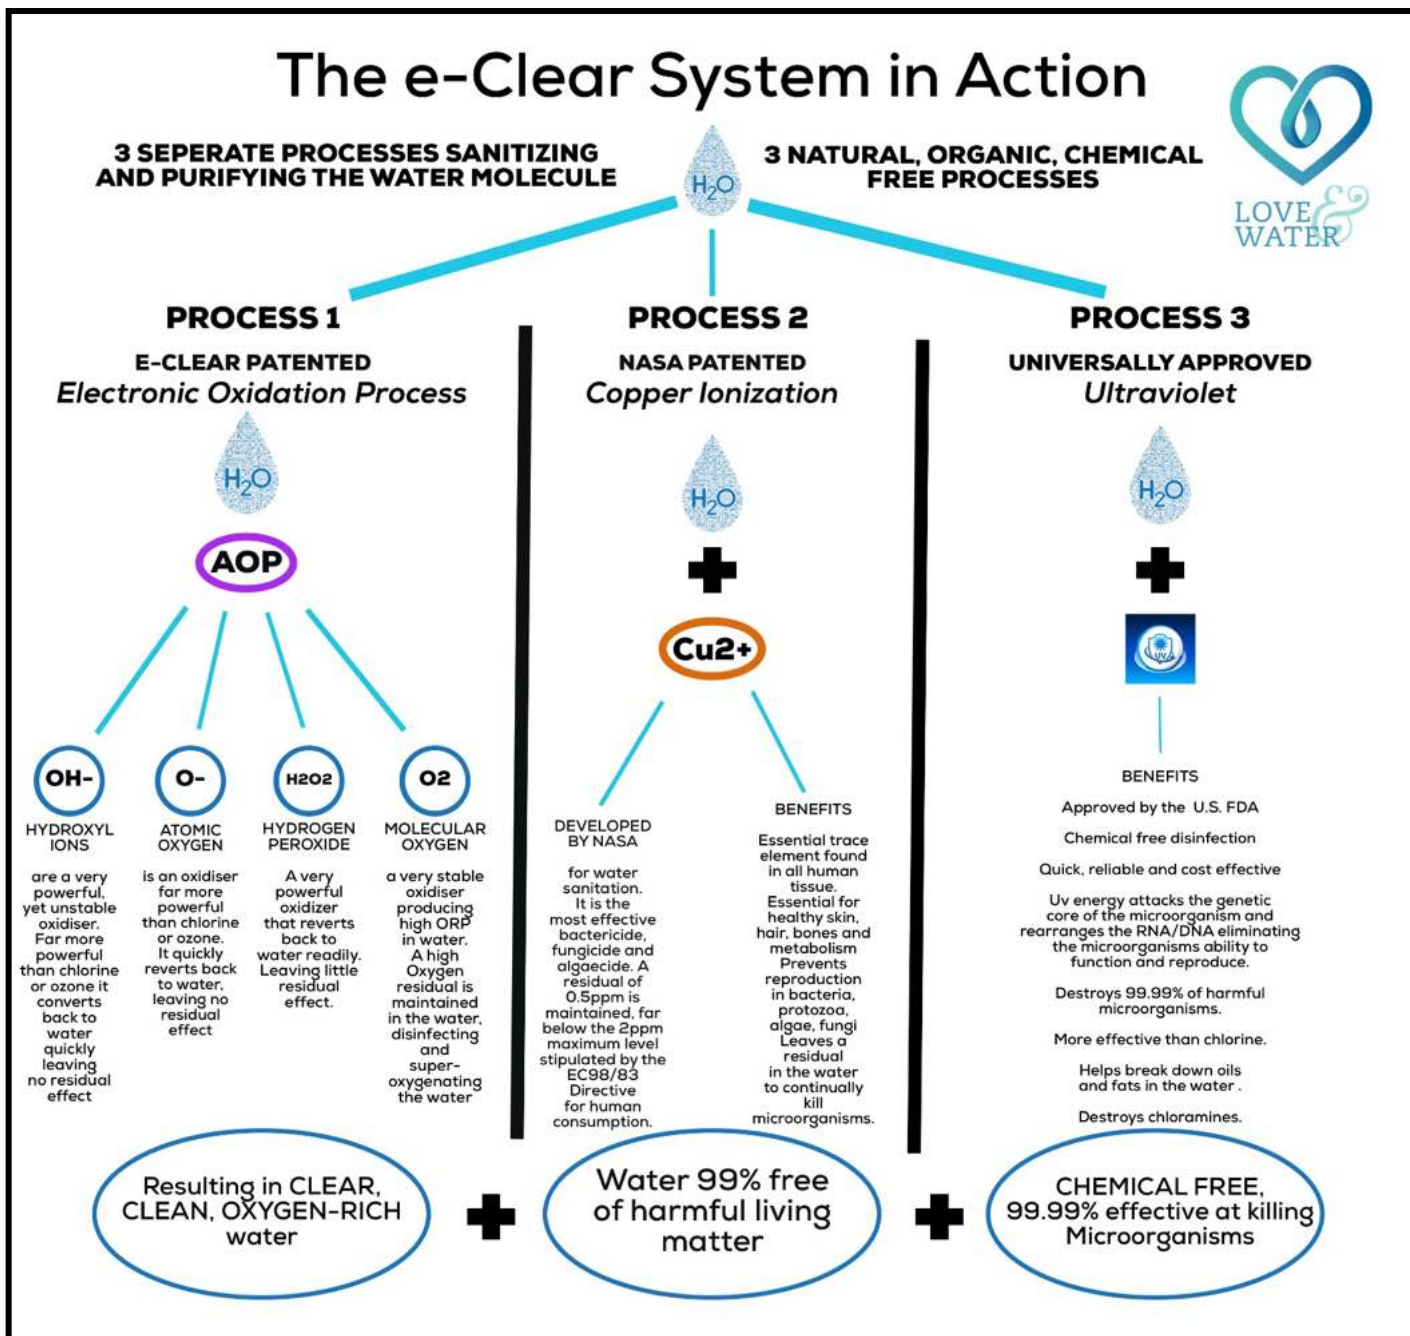 The e-Clear System in Action
3 SEPERATE PROCESSES SANITIZING
AND PURIFYING THE WATER MOLECULE
H2O
3 NATURAL, ORGANIC, CHEMICAL
FREE PROCESSES
LOVE &
WATER
PROCESS 1
E-CLEAR PATENTED
Electronic Oxidation Process
H2O
AOP
OH-
HYDROXYL
IONS
are a very
powerful,
yet unstable
oxidiser.
Far more
powerful
than chlorine
or ozone it
converts
back to
water
quickly
leaving
no residual
effect
O-
ATOMIC
OXYGEN
is an oxidiser
far more
powerful
than chlorine
or ozone.
It quickly
reverts back
to water,
leaving no
residual
effect
H2O2
HYDROGEN
PEROXIDE
A very
powerful
oxidizer
that reverts
back to
water readily.
Leaving little
residual
effect.
O2
MOLECULAR
OXYGEN
a very stable
oxidiser
producing
high ORP
in water.
A high
Oxygen
residual is
maintained
in the water,
disinfecting
and
super-
oxygenating
the water
Resulting in CLEAR,
CLEAN, OXYGEN-RICH
water
PROCESS 2
NASA PATENTED
Copper Ionization
H2O
Cu2+
DEVELOPED
BY NASA
for water
sanitation.
It is the
most effective
bactericide,
fungicide and
algaecide. A
residual of
0.5ppm is
maintained, far
below the 2ppm
maximum level
stipulated by the
EC98/83
Directive
for human
consumption.
BENEFITS
Essential trace
element found
in all human
tissue.
Essential for
healthy skin,
hair, bones and
metabolism
Prevents
reproduction
in bacteria,
protozoa,
algae, fungi
Leaves a
residual
in the water
to continually
kill
microorganisms.
Water 99% free
of harmful living
matter
PROCESS 3
UNIVERSALLY APPROVED
Ultraviolet
H2O
UV
BENEFITS
Approved by the U.S. FDA
Chemical free disinfection
Quick, reliable and cost effective
Uv energy attacks the genetic
core of the microorganism and
rearranges the RNA/DNA eliminating
the microorganisms ability to
function and reproduce.
Destroys 99.99% of harmful
microorganisms.
More effective than chlorine.
Helps break down oils
and fats in the water .
Destroys chloramines.
CHEMICAL FREE,
99.99% effective at killing
Microorganisms